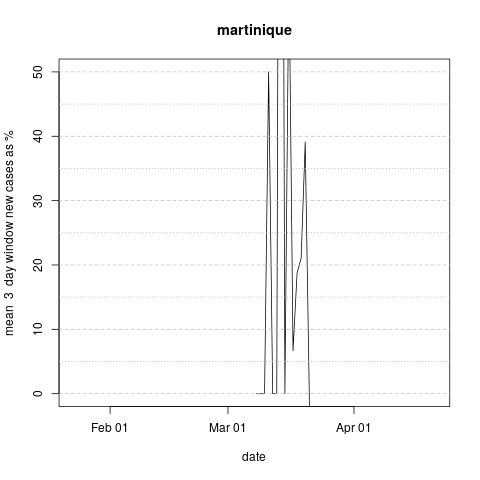 martinique
mean  3  day window new cases as %
50
40
30
20
10
0
Feb 01
Mar 01
Apr 01
date